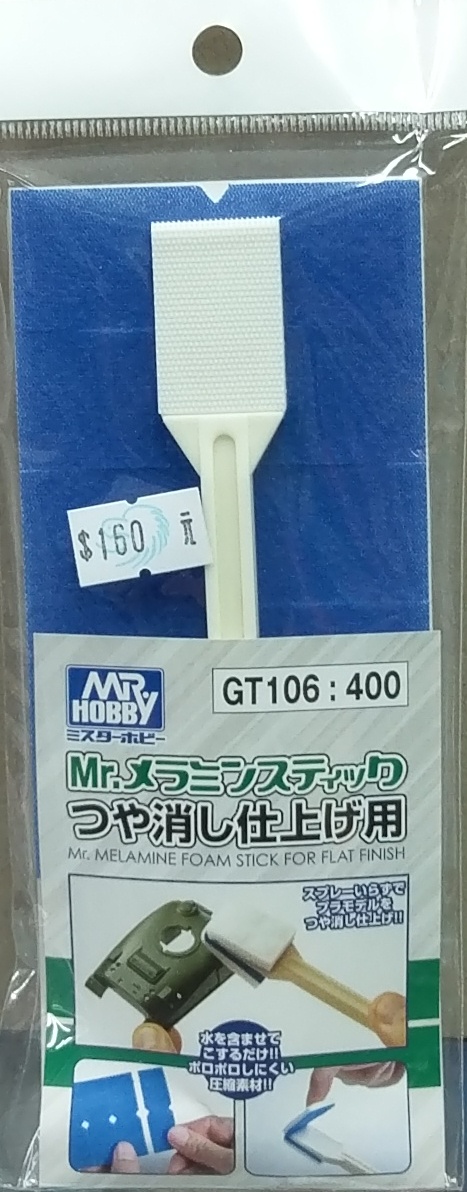 $160 元
MR
HOBBY
ミスターホビー
GT106 : 400
Mr.メラミンスティック
つや消し仕上げ用
Mr. MELAMINE FOAM STICK FOR FLAT FINISH
スプレーいらずで
プラモデルを
つや消し仕上げ!!
水を含ませて
こするだけ!!
ボロボロしにくい
圧縮素材!!